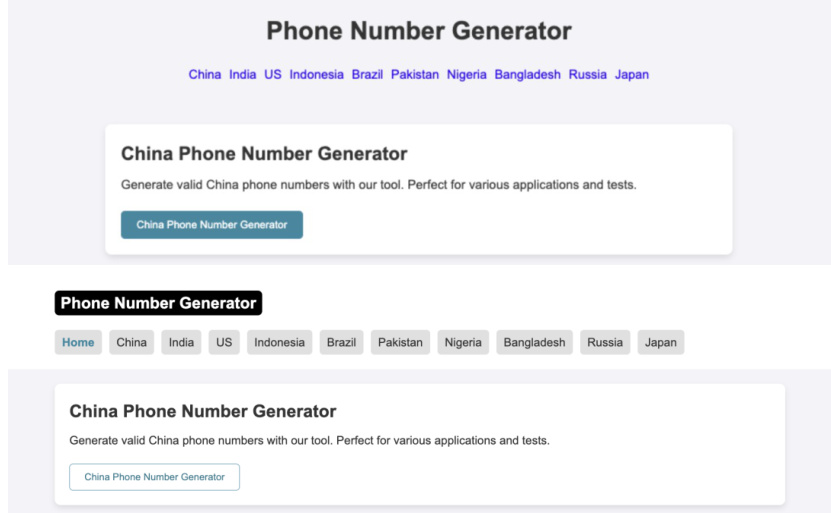 Phone Number Generator
China India US Indonesia Brazil Pakistan Nigeria Bangladesh Russia Japan
China Phone Number Generator
Generate valid China phone numbers with our tool. Perfect for various applications and tests.
China Phone Number Generator
Phone Number Generator
Home China India US Indonesia Brazil Pakistan Nigeria Bangladesh Russia Japan
China Phone Number Generator
Generate valid China phone numbers with our tool. Perfect for various applications and tests.
China Phone Number Generator